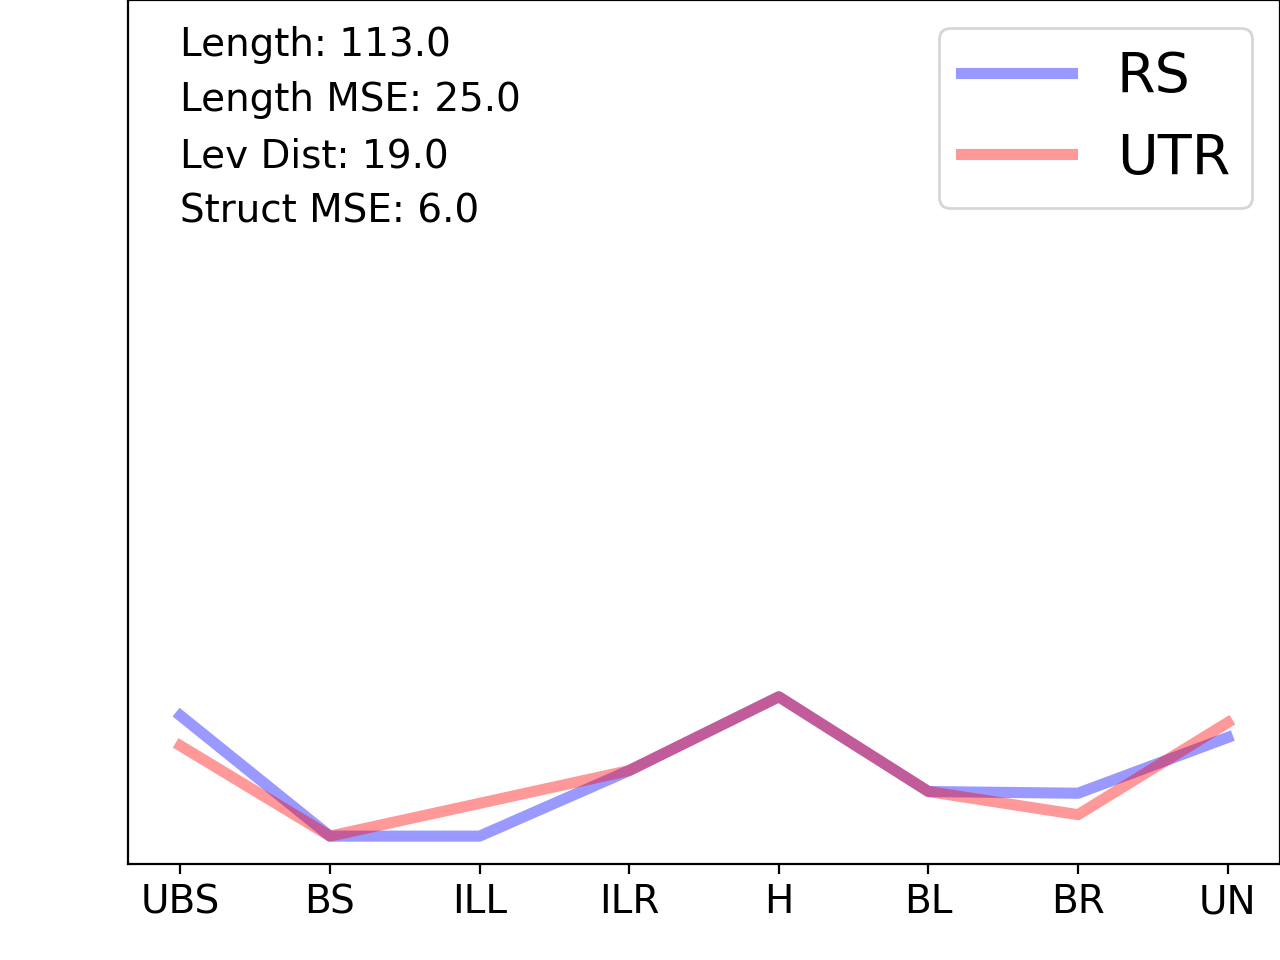 Length: 113.0
Length MSE: 25.0
Lev Dist: 19.0
Struct MSE: 6.0
RS
UTR
UBS BS ILL ILR H BL BR UN